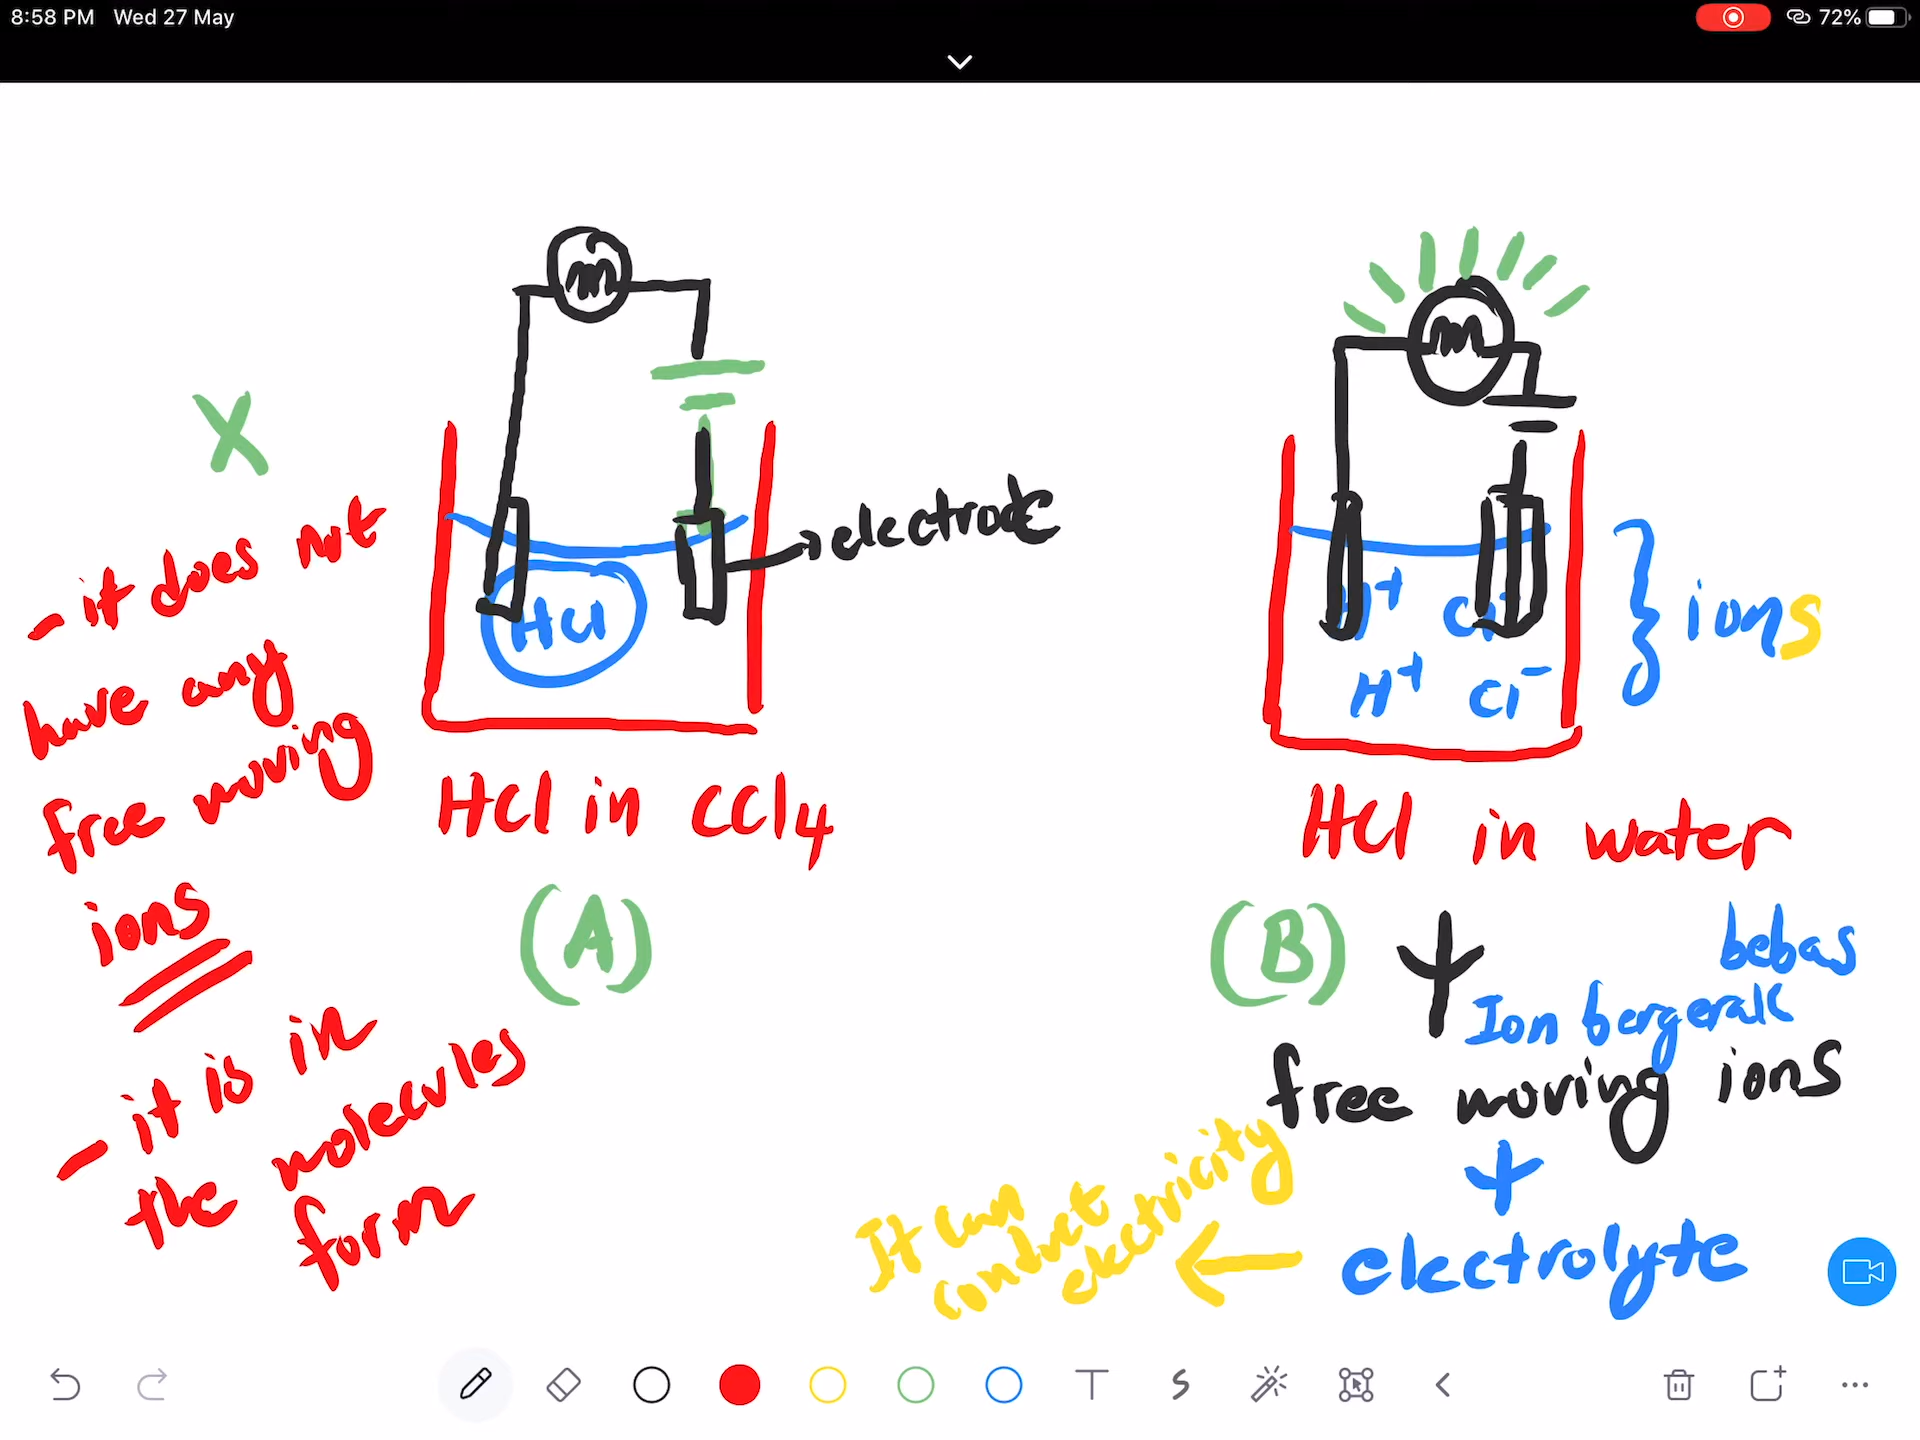 8:58 PM Wed 27 May
72%
X
- it does not
have any
free moving
ions
- it is in
the molecules
form
m
HCl
electrode
HCl in CCl4
(A)
m
H+ Cl-
H+ Cl-
ions
HCl in water
(B)
bebas
Ion bergerak
free moving ions
electrolyte
It can
conduct
electricity
T